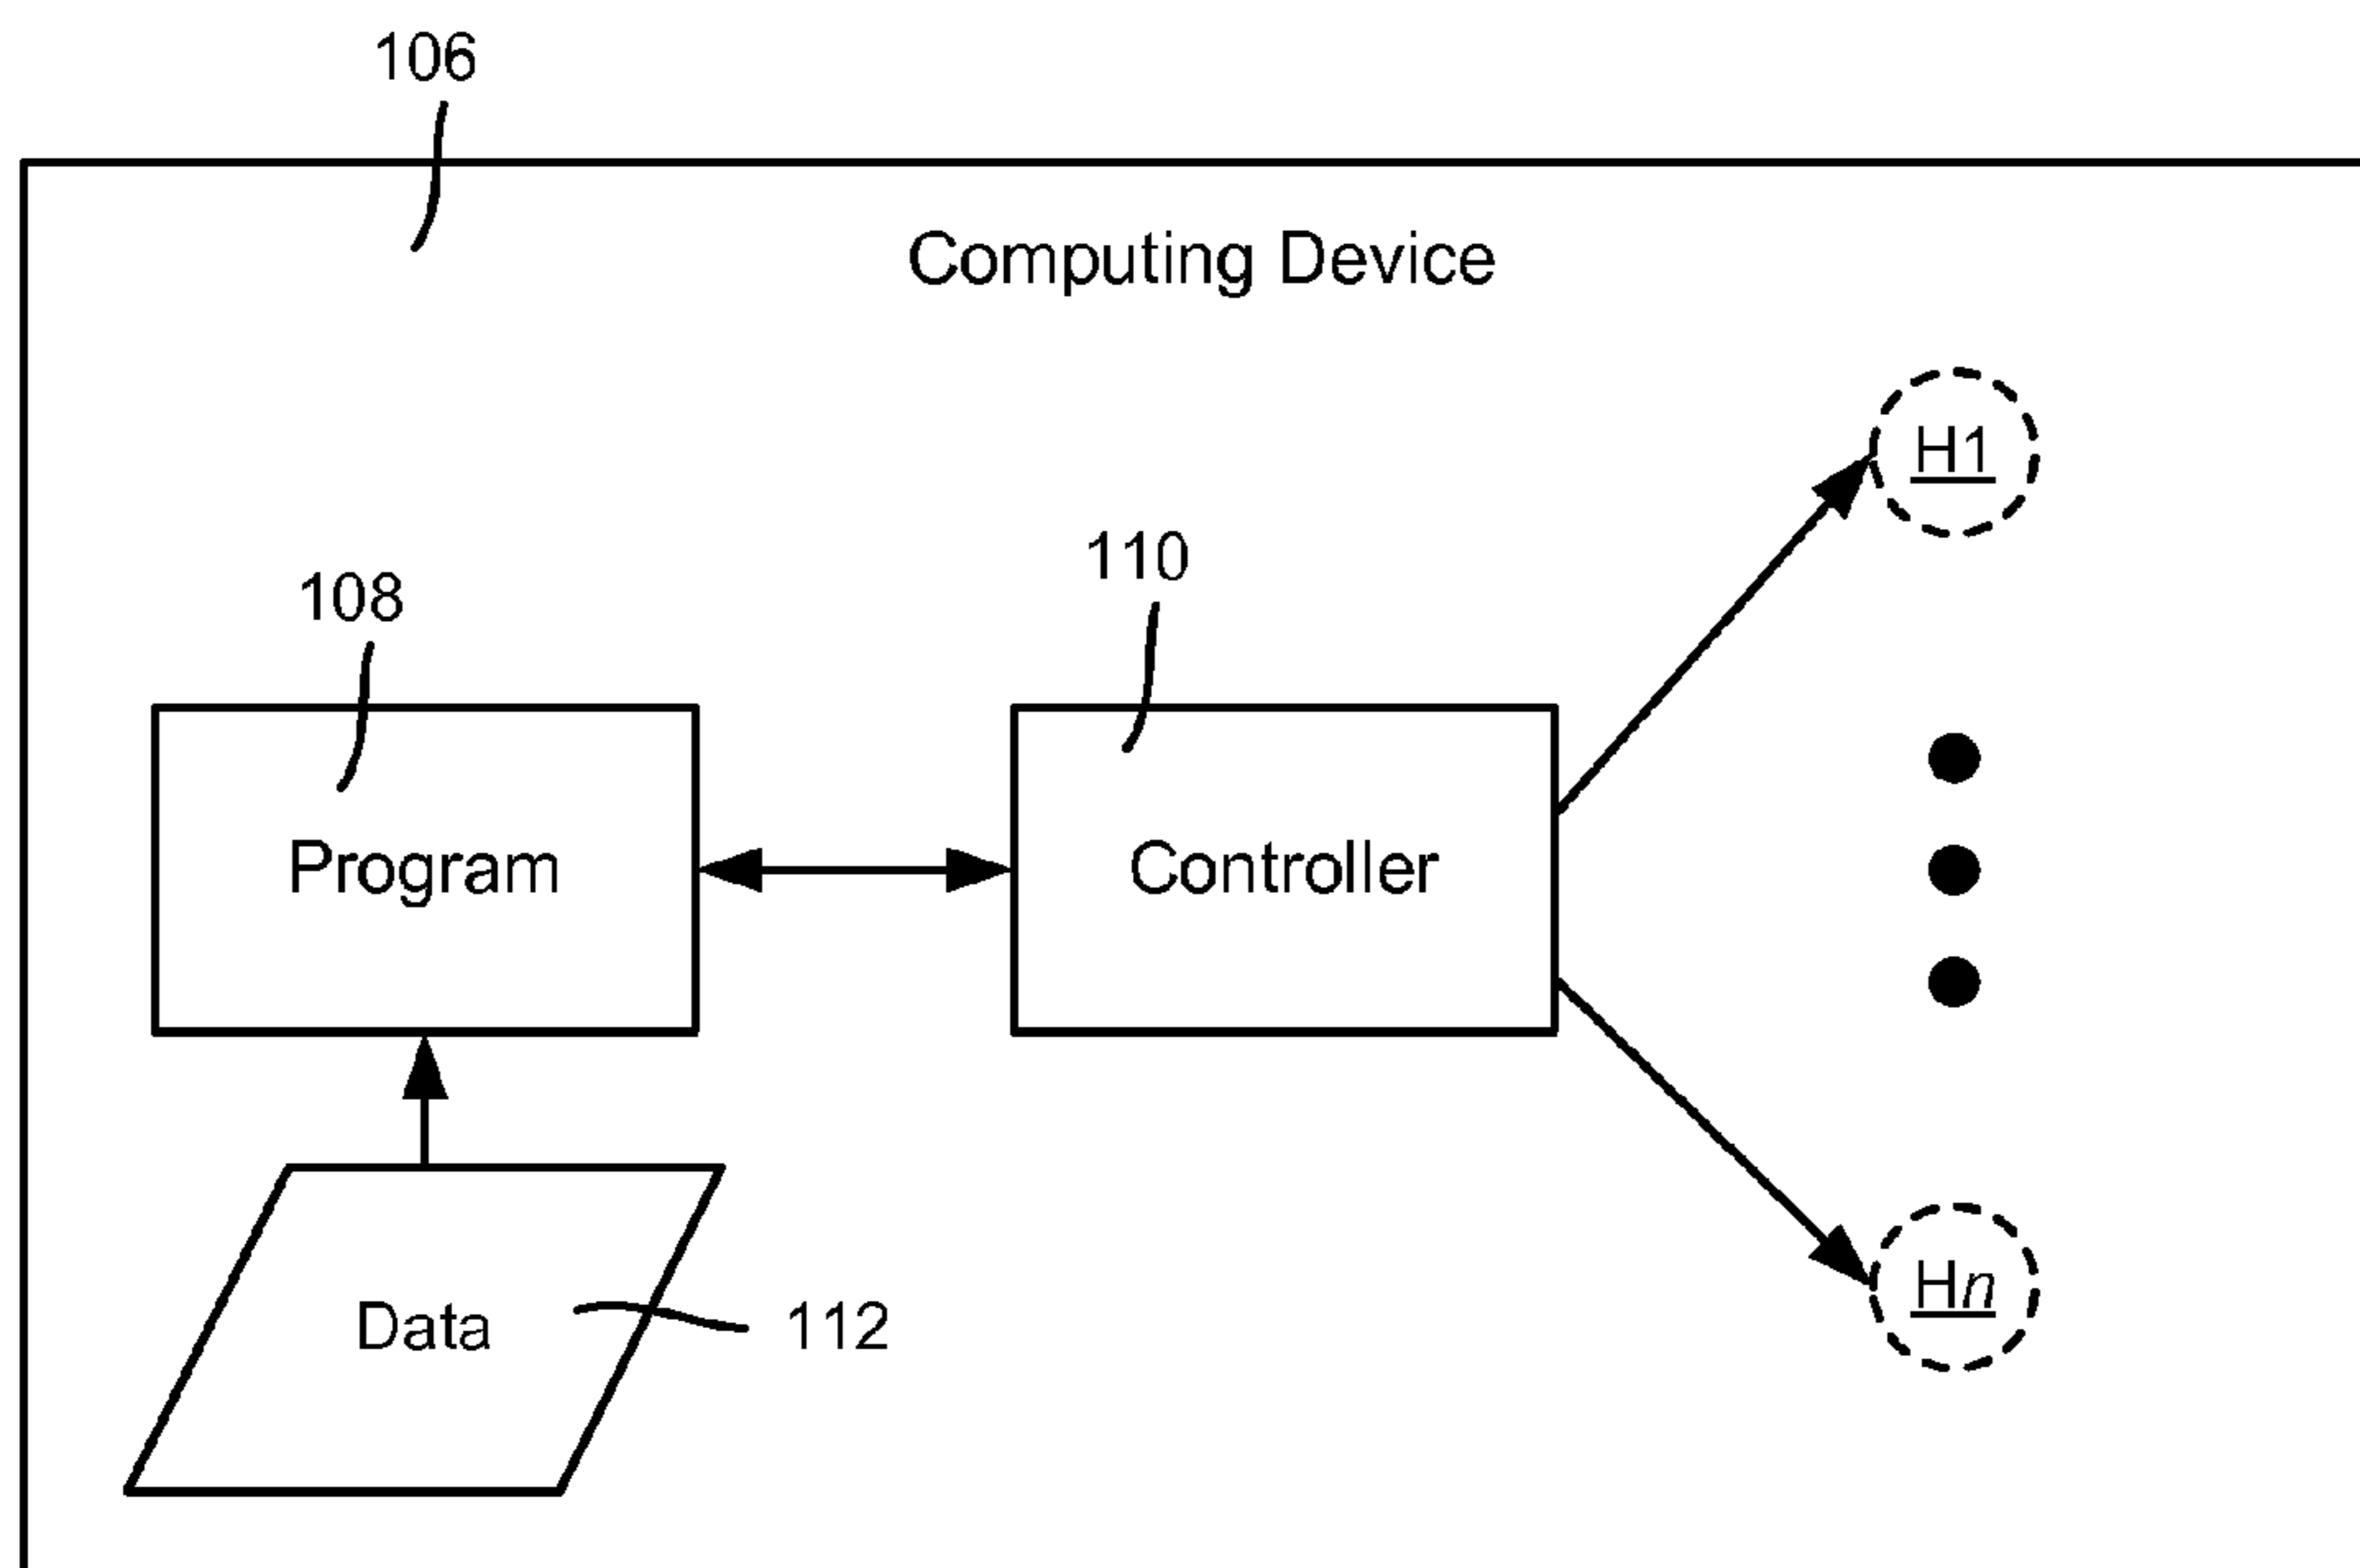 106
Computing Device
H1
110
108
Program
Controller
Data
112
Hn